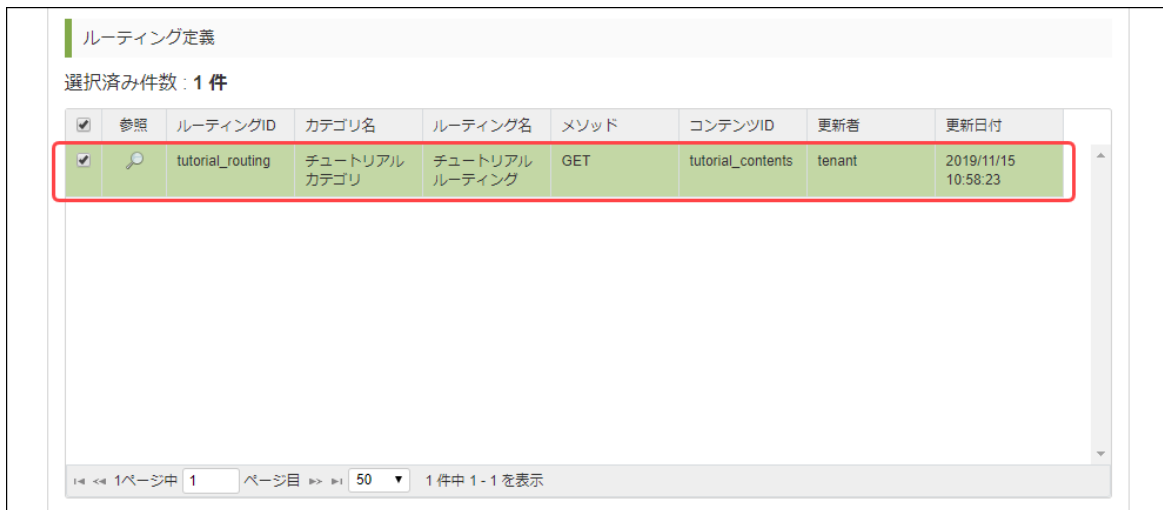 ルーティング定義
選択済み件数 : 1 件
参照 ルーティングID カテゴリ名 ルーティング名 メソッド コンテンツID 更新者 更新日付
tutorial_routing チュートリアル チュートリアル GET tutorial_contents tenant 2019/11/15
カテゴリ ルーティング 10:58:23
1ページ中 1 ページ目 50 1 件中 1 - 1 を表示